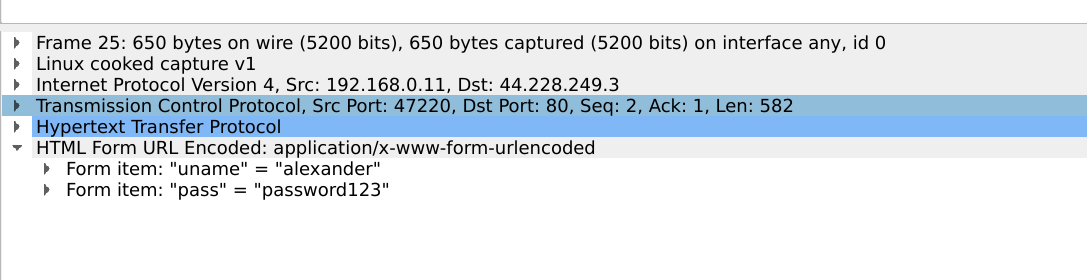 Frame 25: 650 bytes on wire (5200 bits), 650 bytes captured (5200 bits) on interface any, id 0
Linux cooked capture v1
Internet Protocol Version 4, Src: 192.168.0.11, Dst: 44.228.249.3
Transmission Control Protocol, Src Port: 47220, Dst Port: 80, Seq: 2, Ack: 1, Len: 582
Hypertext Transfer Protocol
HTML Form URL Encoded: application/x-www-form-urlencoded
Form item: "uname" = "alexander"
Form item: "pass" = "password123"